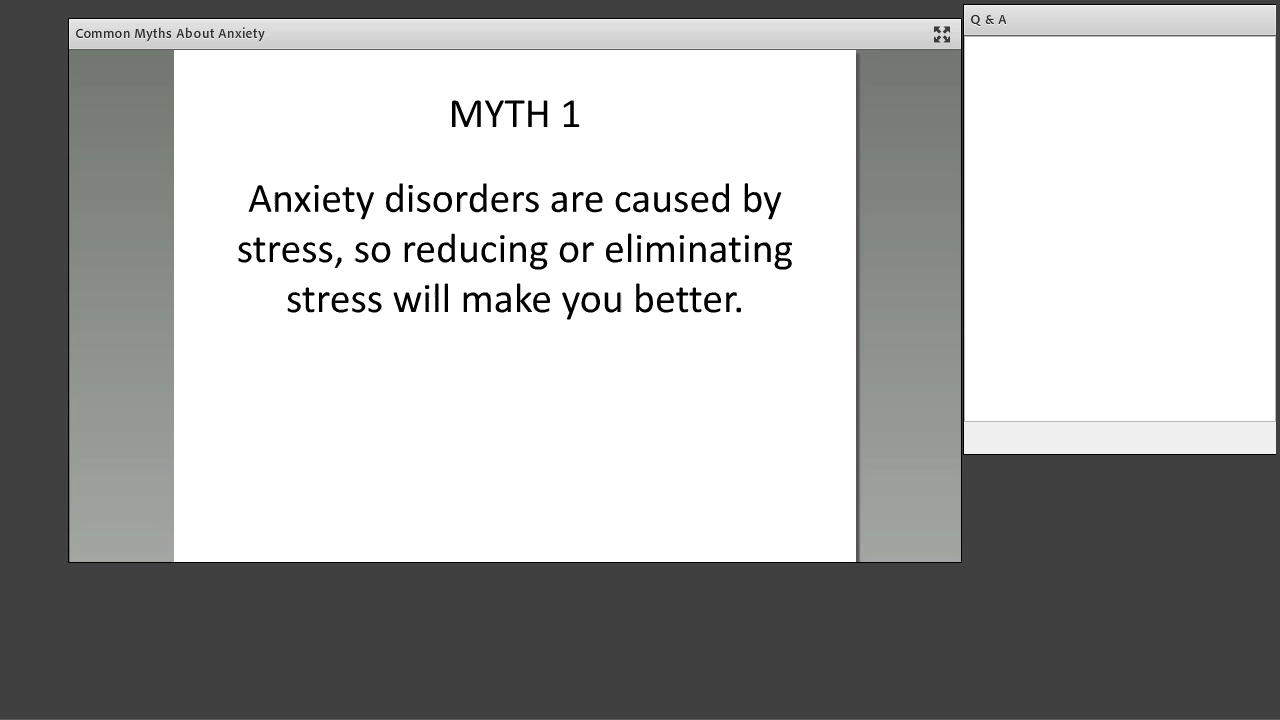 Common Myths About Anxiety
Q & A
MYTH 1
Anxiety disorders are caused by
stress, so reducing or eliminating
stress will make you better.